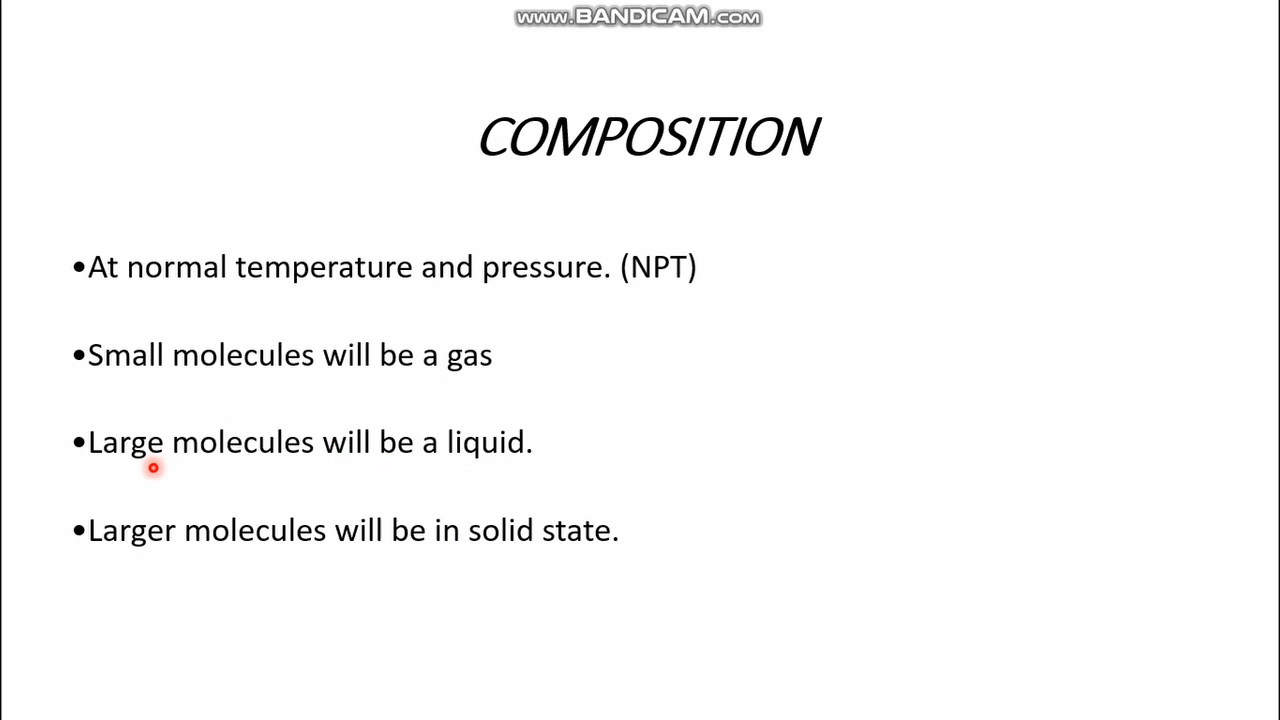 www.BANDICAM.com
COMPOSITION
•At normal temperature and pressure. (NPT)
•Small molecules will be a gas
•Large molecules will be a liquid.
•Larger molecules will be in solid state.